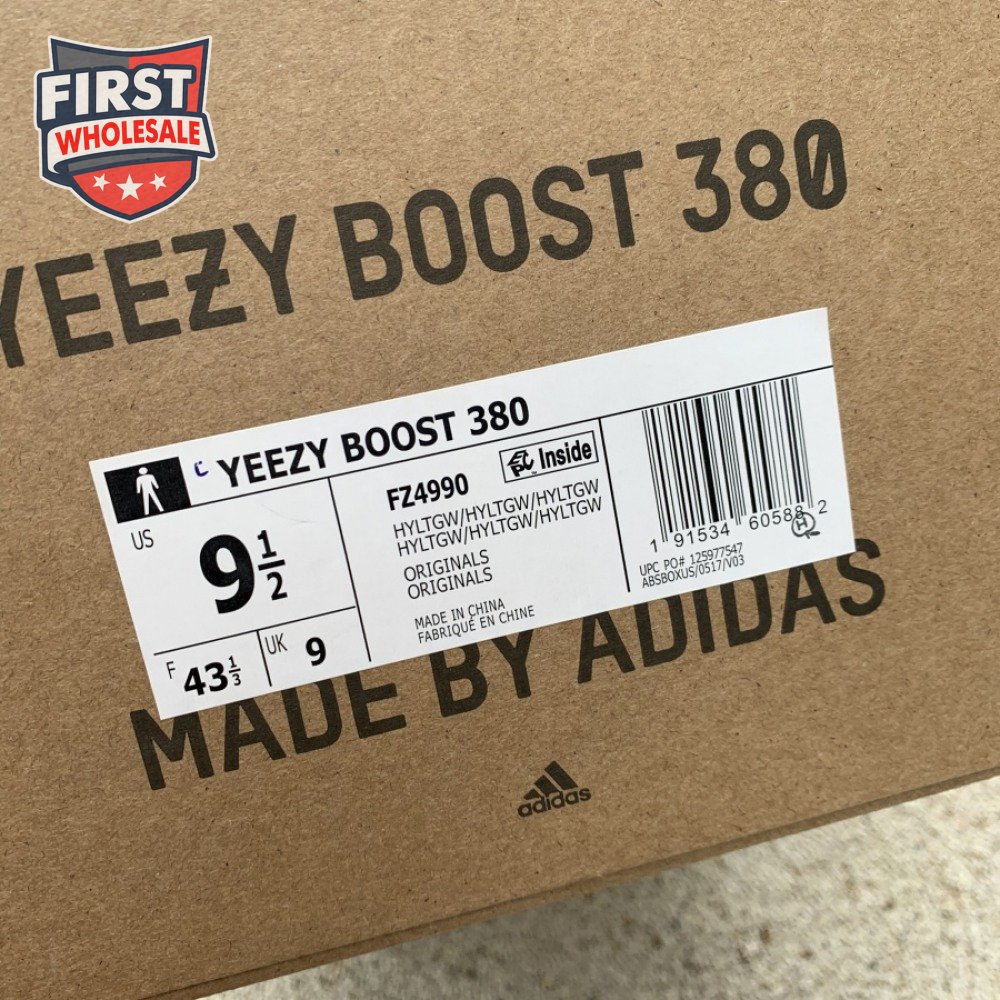 FIRST
WHOLESALE
YEEZY BOOST 380
YEEZY BOOST 380
US
9 1/2
F 43 1/3
UK 9
FZ4990
EPC Inside
HYLTGW/HYLTGW/HYLTGW
HYLTGW/HYLTGW/HYLTGW
ORIGINALS
ORIGINALS
MADE IN CHINA
FABRIQUÉ EN CHINE
1 91534 60588 2
UPC PO# 125977547
ABSBOXUS/0517/V03
MADE BY ADIDAS
adidas